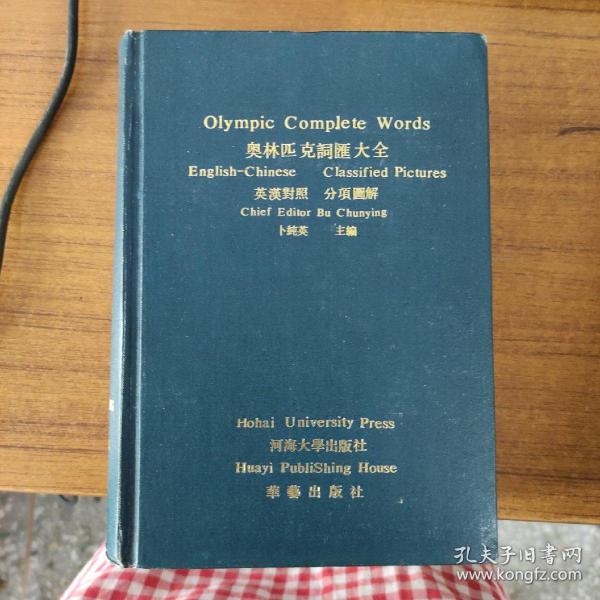 Olympic Complete Words
奥林匹克詞匯大全
English-Chinese Classified Pictures
英漢對照 分項圖解
Chief Editor Bu Chunying
卜純英 主編
Hohai University Press
河海大學出版社
Huayi PubliShing House
華藝出版社
孔夫子旧书网
www.kongfz.com